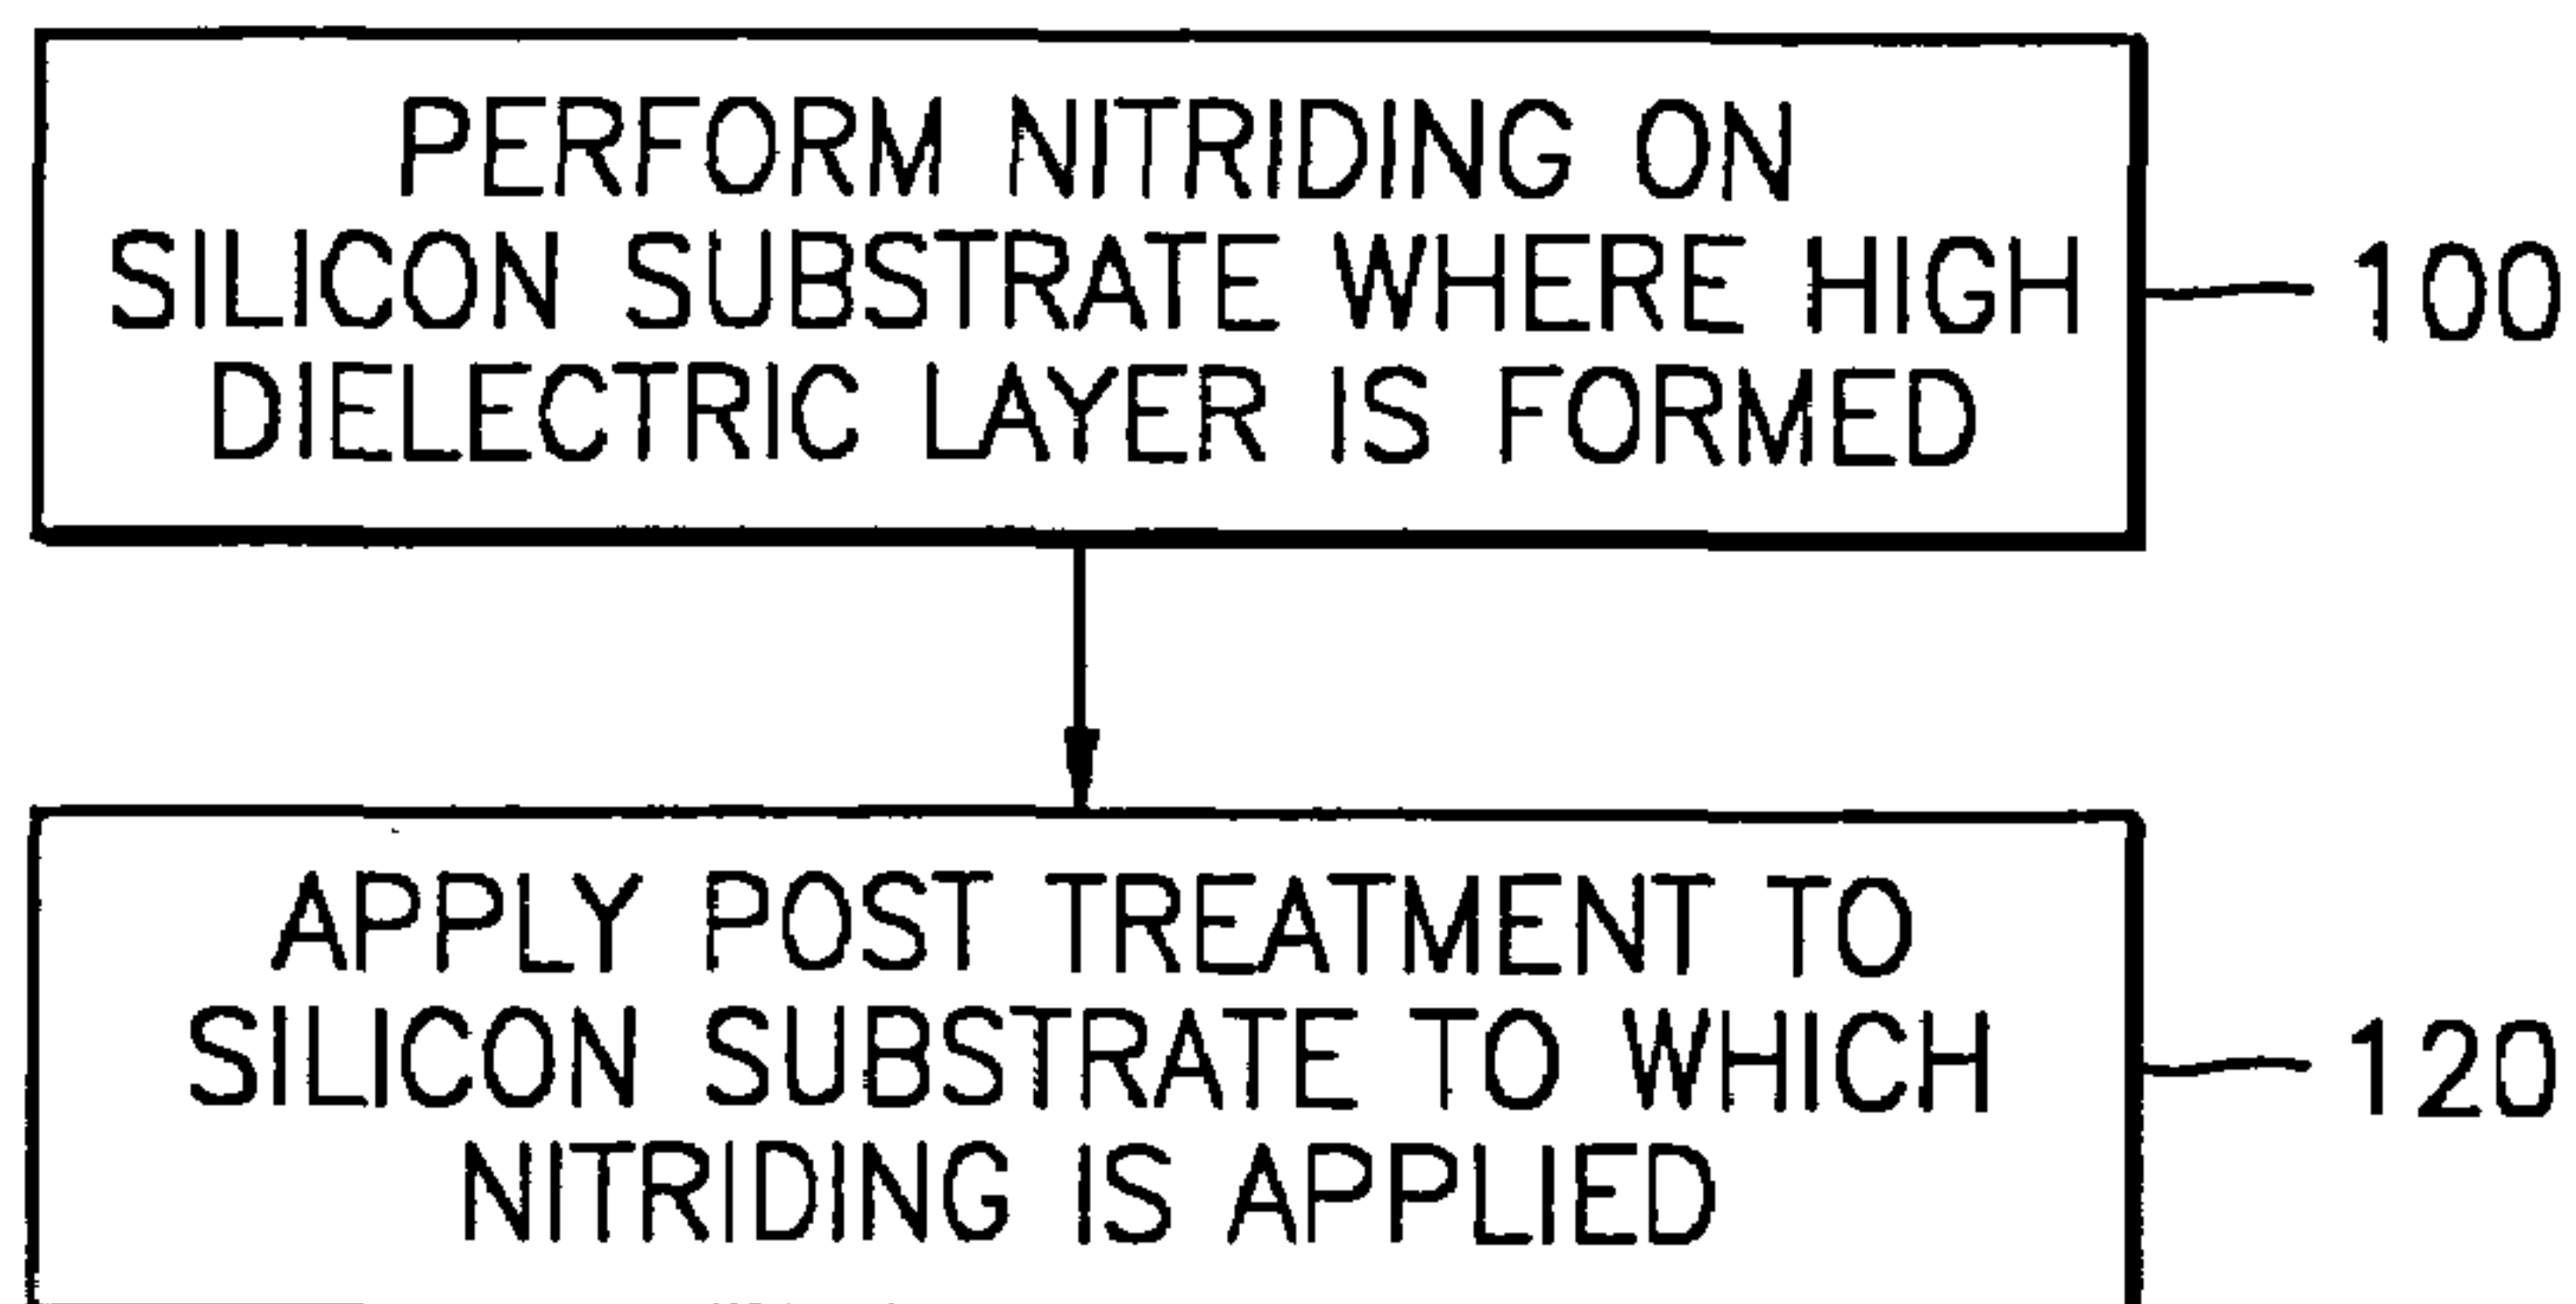 PERFORM NITRIDING ON
SILICON SUBSTRATE WHERE HIGH
DIELECTRIC LAYER IS FORMED
100
APPLY POST TREATMENT TO
SILICON SUBSTRATE TO WHICH
NITRIDING IS APPLIED
120